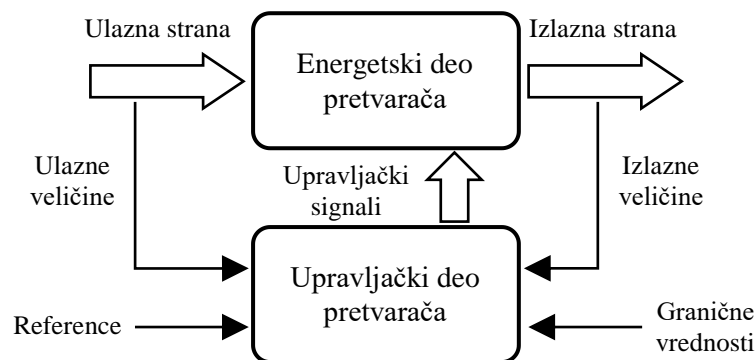 Ulazna strana
Energetski deo
pretvarača
Izlazna strana
Ulazne
veličine
Upravljački
signali
Izlazne
veličine
Upravljački deo
pretvarača
Reference
Granične
vrednosti